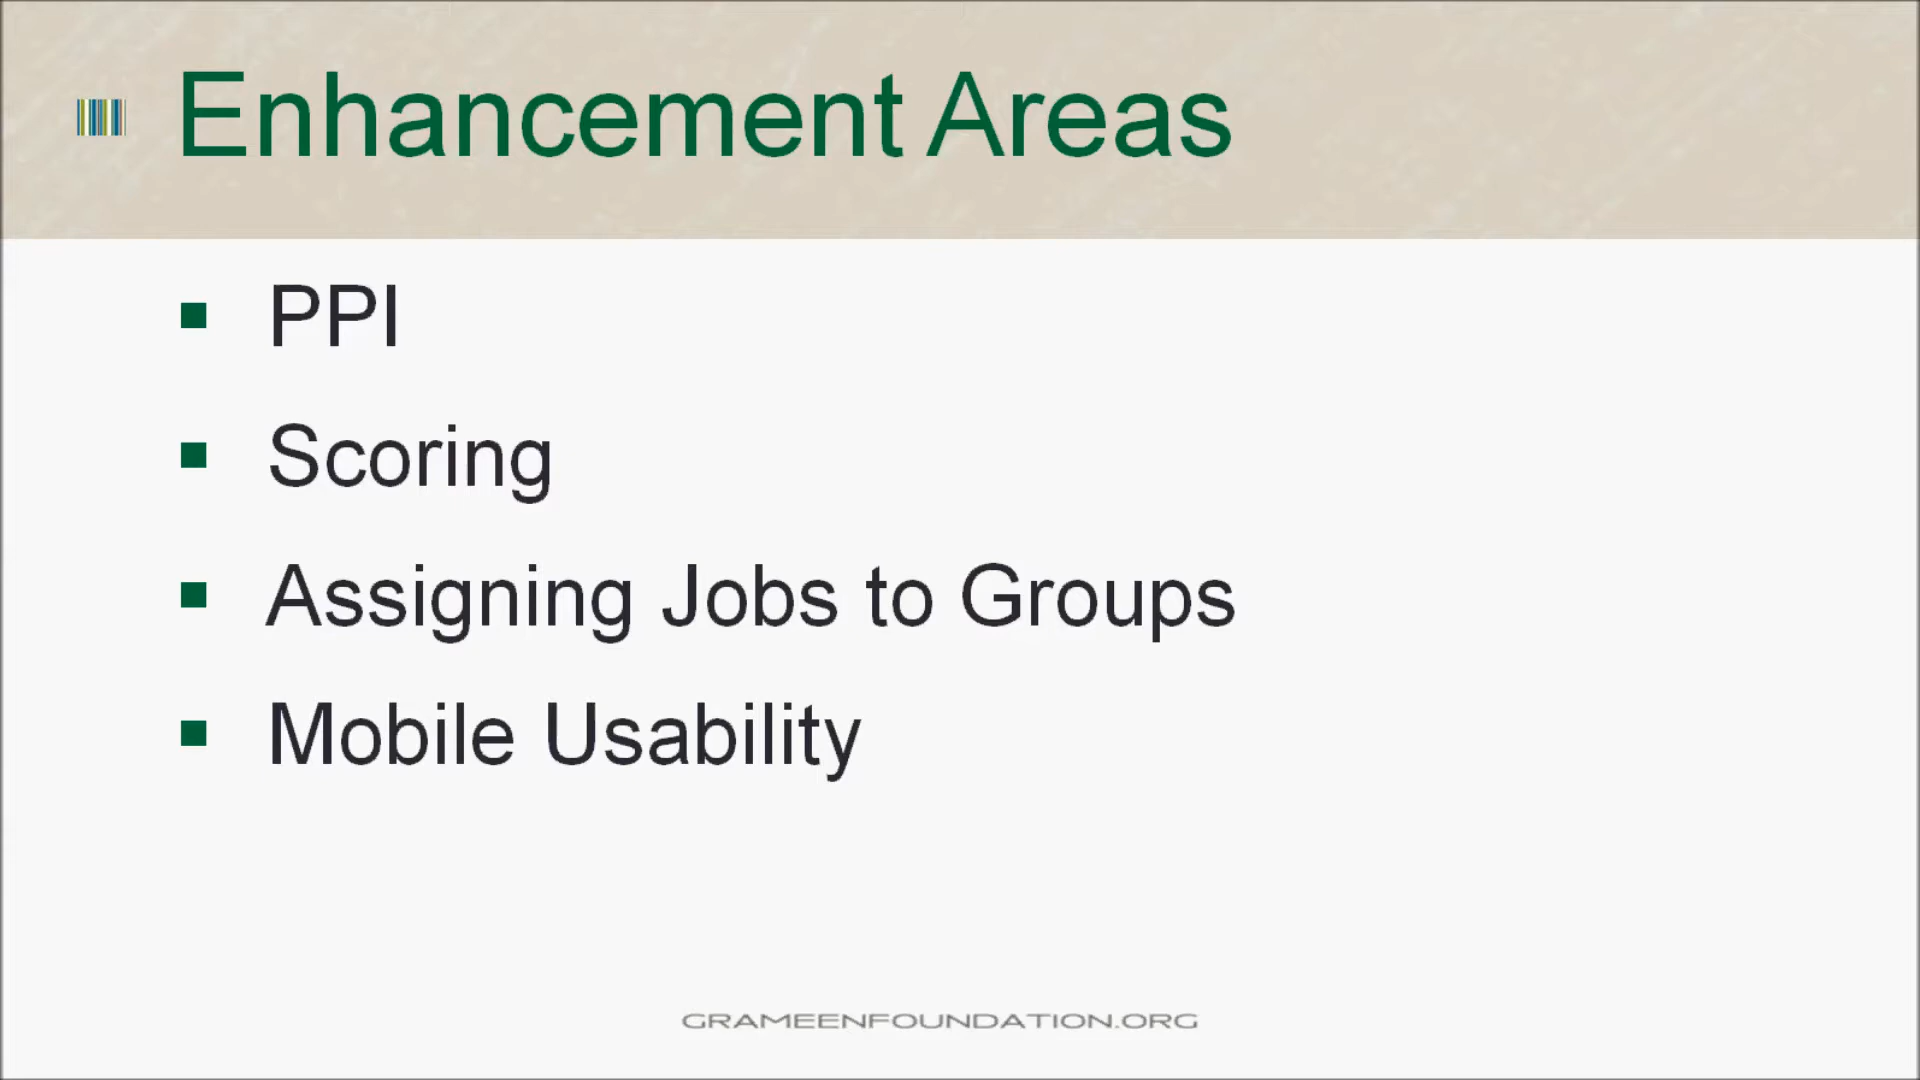 Enhancement Areas
PPI
Scoring
Assigning Jobs to Groups
Mobile Usability
GRAMEENFOUNDATION.ORG